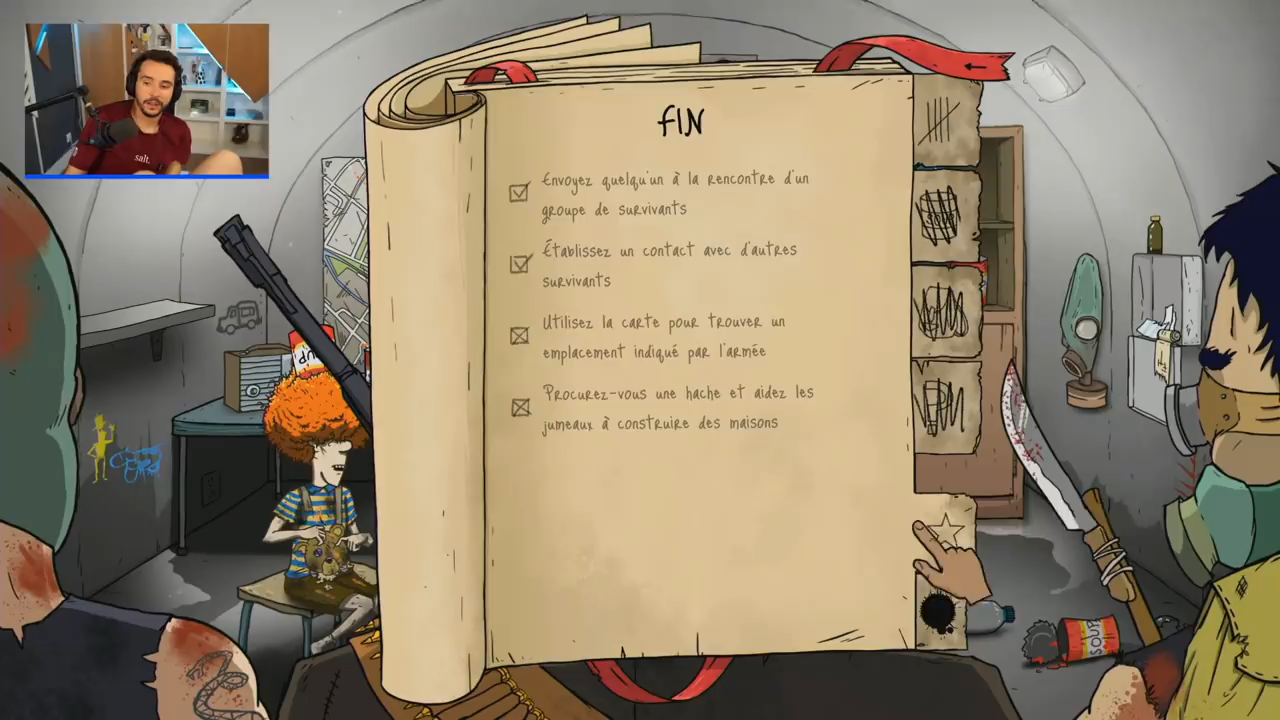 salt.
FIN
Envoyez quelqu'un à la rencontre d'un
groupe de survivants
Établissez un contact avec d'autres
survivants
Utilisez la carte pour trouver un
emplacement indiqué par l'armée
Procurez-vous une hache et aidez les
jumeaux à construire des maisons
SOUP